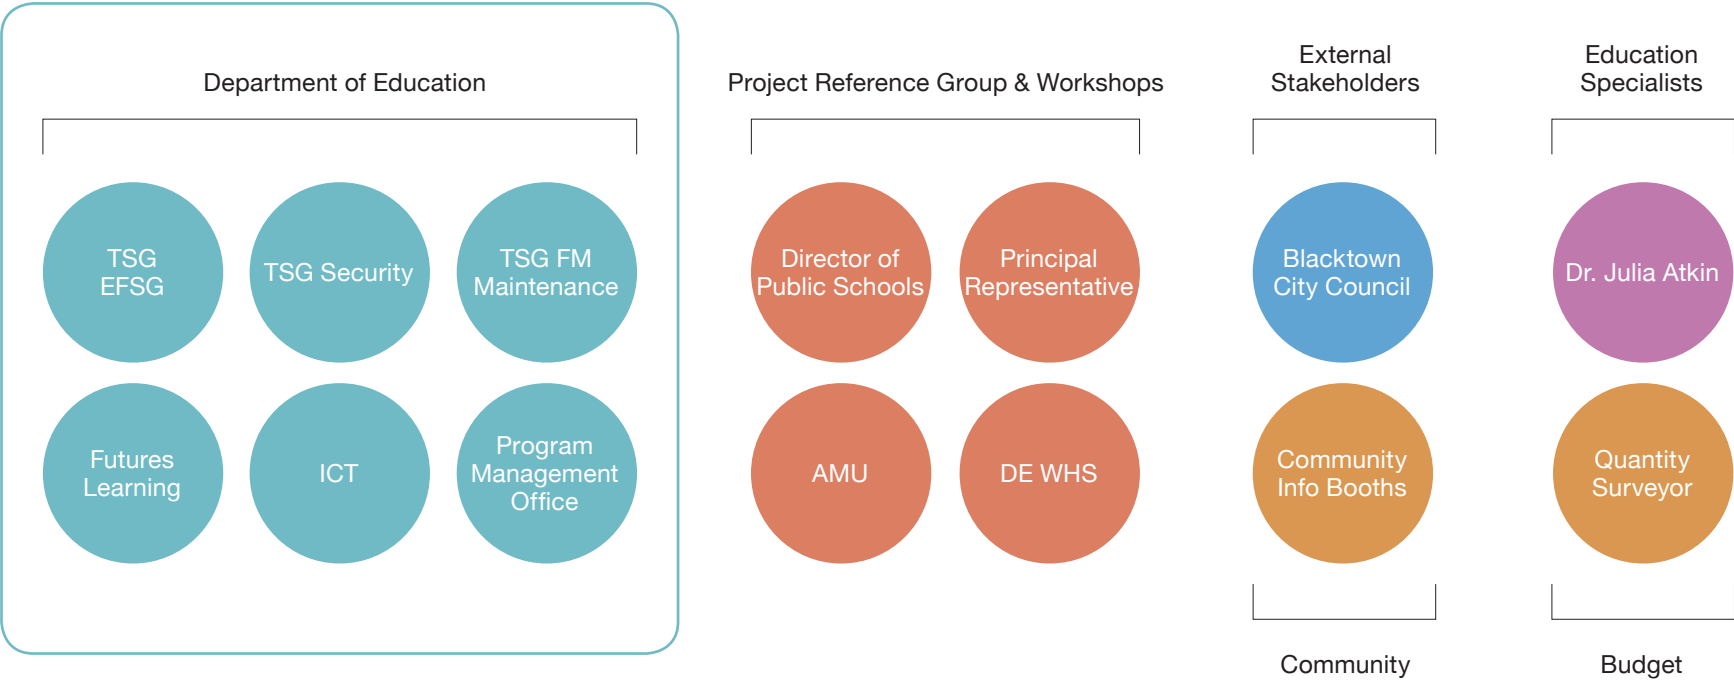 Department of Education
TSG
EFSG
TSG Security
TSG FM
Maintenance
Futures
Learning
ICT
Program
Management
Office
Project Reference Group & Workshops
Director of
Public Schools
Principal
Representative
AMU
DE WHS
External
Stakeholders
Blacktown
City Council
Community
Info Booths
Community
Education
Specialists
Dr. Julia Atkin
Quantity
Surveyor
Budget